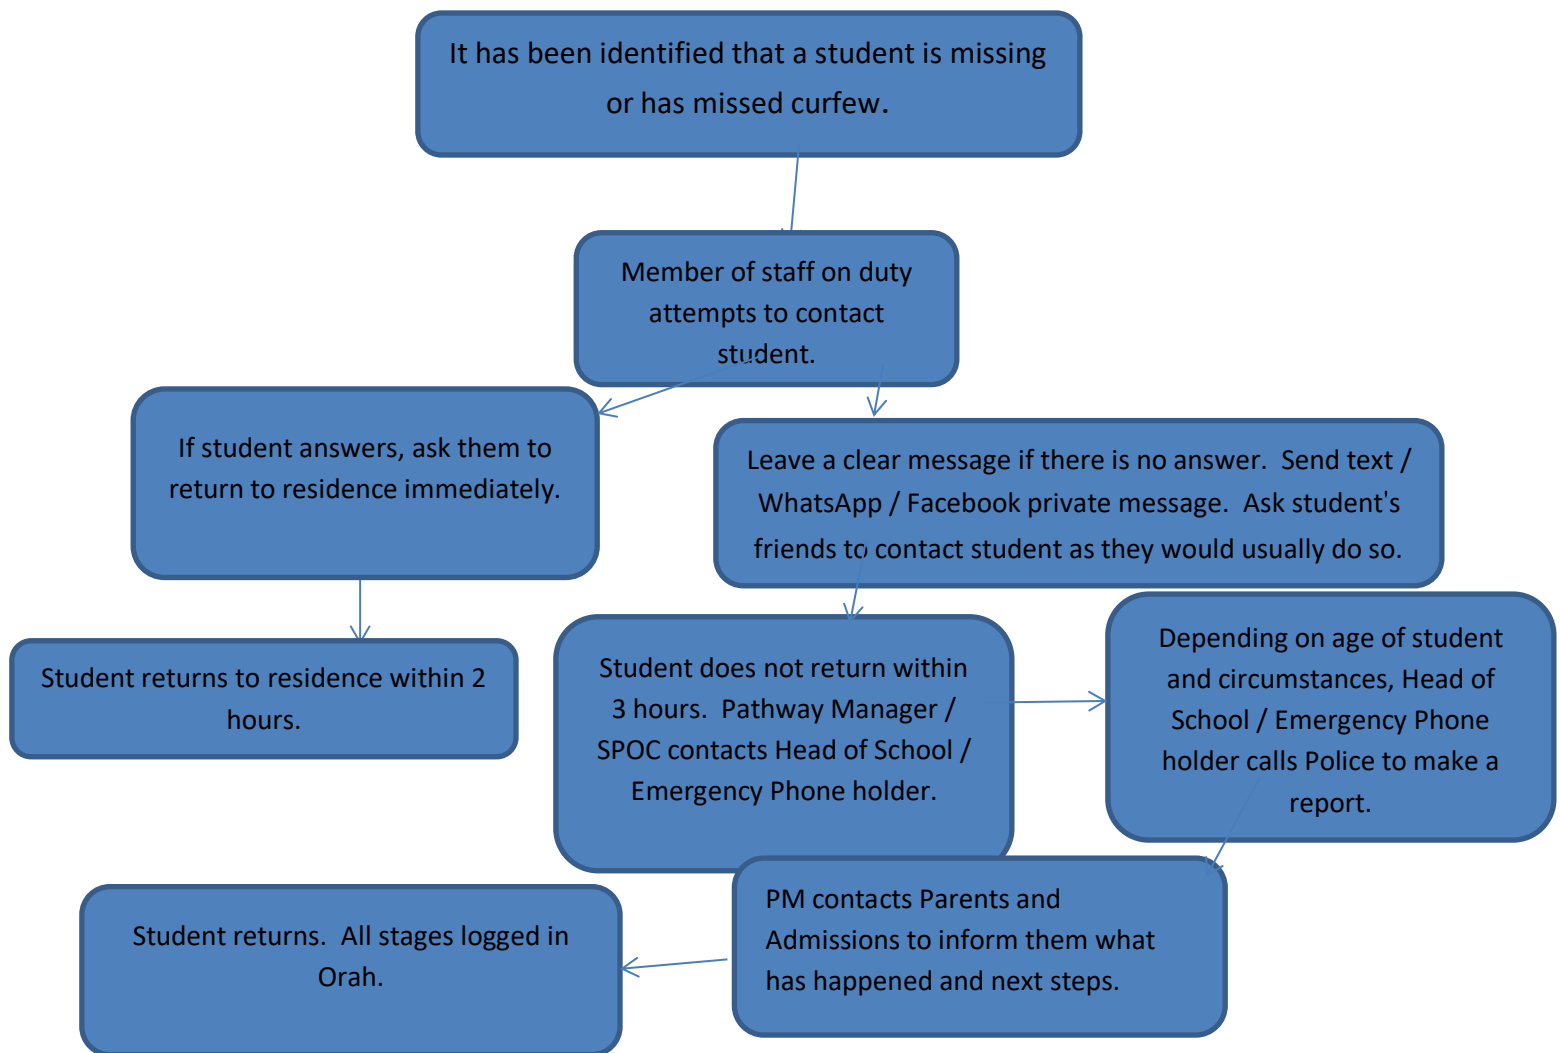 It has been identified that a student is missing
or has missed curfew.
Member of staff on duty
attempts to contact
student.
If student answers, ask them to
return to residence immediately.
Leave a clear message if there is no answer.  Send text /
WhatsApp / Facebook private message.  Ask student's
friends to contact student as they would usually do so.
Student returns to residence within 2
hours.
Student does not return within
3 hours.  Pathway Manager /
SPOC contacts Head of School /
Emergency Phone holder.
Depending on age of student
and circumstances, Head of
School / Emergency Phone
holder calls Police to make a
report.
PM contacts Parents and
Admissions to inform them what
has happened and next steps.
Student returns.  All stages logged in
Orah.